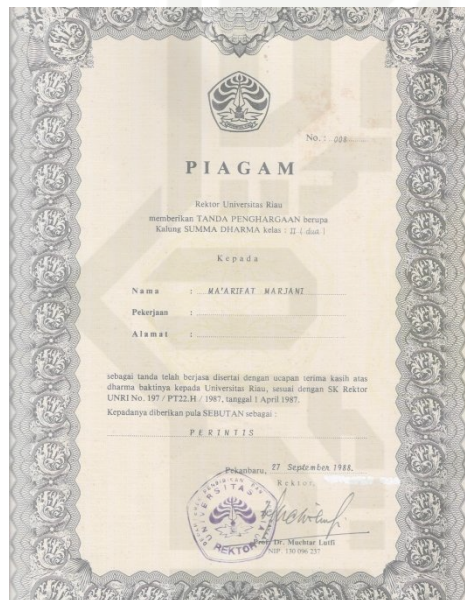 No. : 008
PIAGAM
Rektor Universitas Riau
memberikan TANDA PENGHARGAAN berupa
Kalung SUMMA DHARMA kelas : II ( dua )
Kepada
Nama : MA'ARIFAT MARJANI
Pekerjaan :
Alamat :
sebagai tanda telah berjasa disertai dengan ucapan terima kasih atas
dharma baktinya kepada Universitas Riau, sesuai dengan SK Rektor
UNRI No. 197 / PT22.H / 1987, tanggal 1 April 1987.
Kepadanya diberikan pula SEBUTAN sebagai :
PERINTIS
Pekanbaru, 27 September 1988.
Rektor,
UNIVERSITAS RIAU
REKTOR
Prof. Dr. Muchtar Lutfi
NIP. 130 096 237